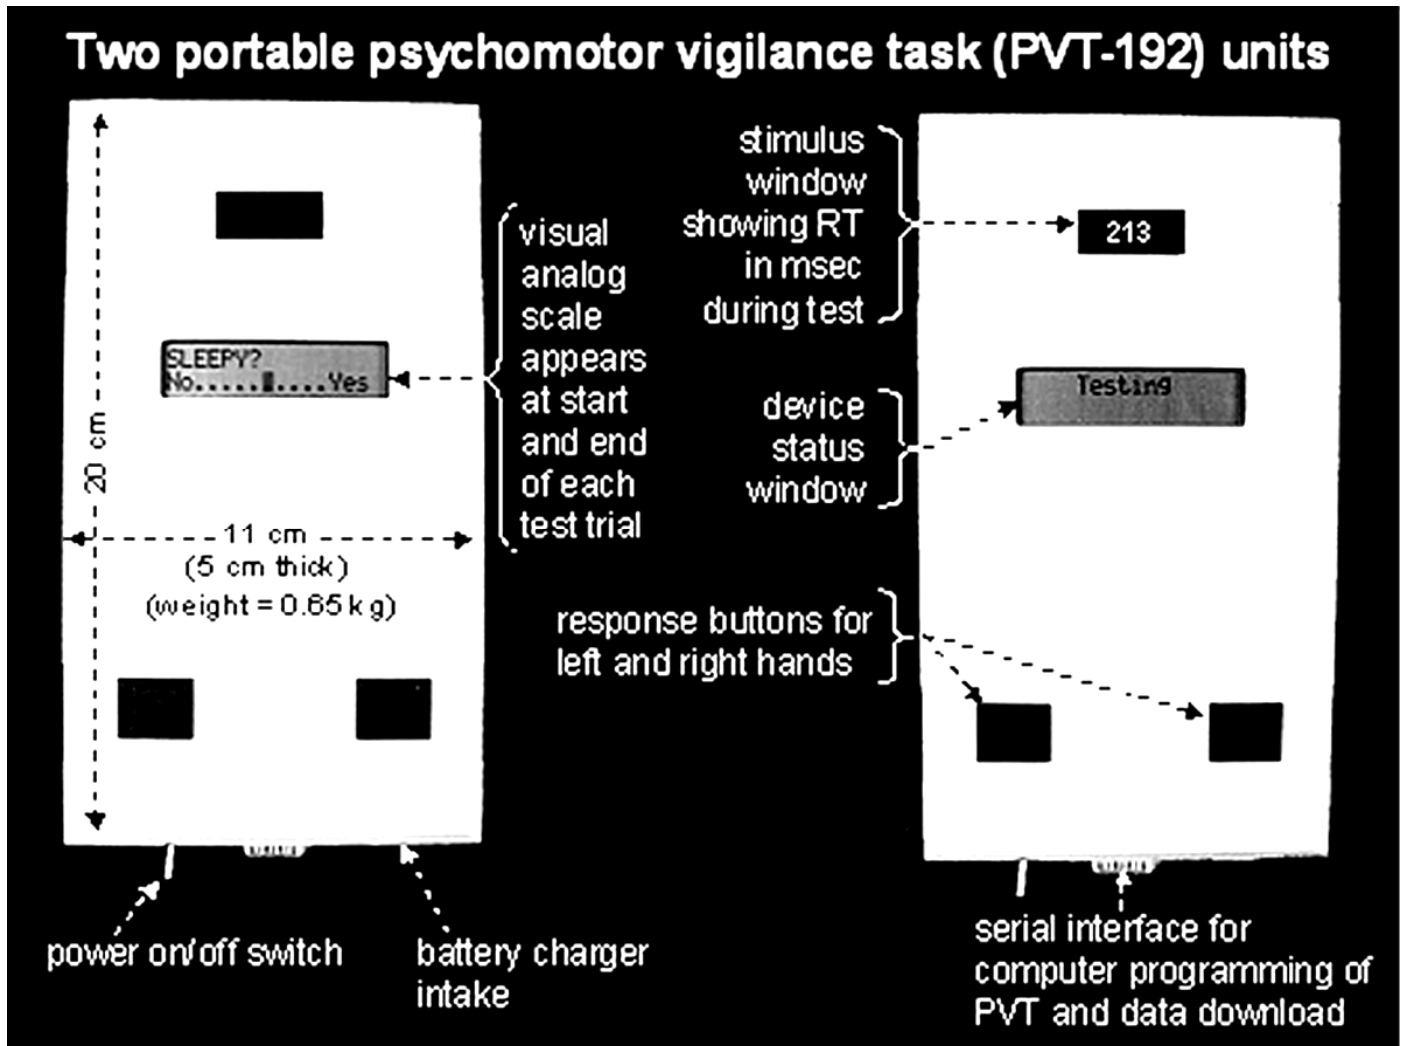 Two portable psychomotor vigilance task (PVT-192) units
20 cm
SLEEPY?
No.....█....Yes
11 cm
(5 cm thick)
(weight = 0.65 kg)
visual
analog
scale
appears
at start
and end
of each
test trial
power on/off switch
battery charger
intake
stimulus
window
showing RT
in msec
during test
213
device
status
window
Testing
response buttons for
left and right hands
serial interface for
computer programming of
PVT and data download